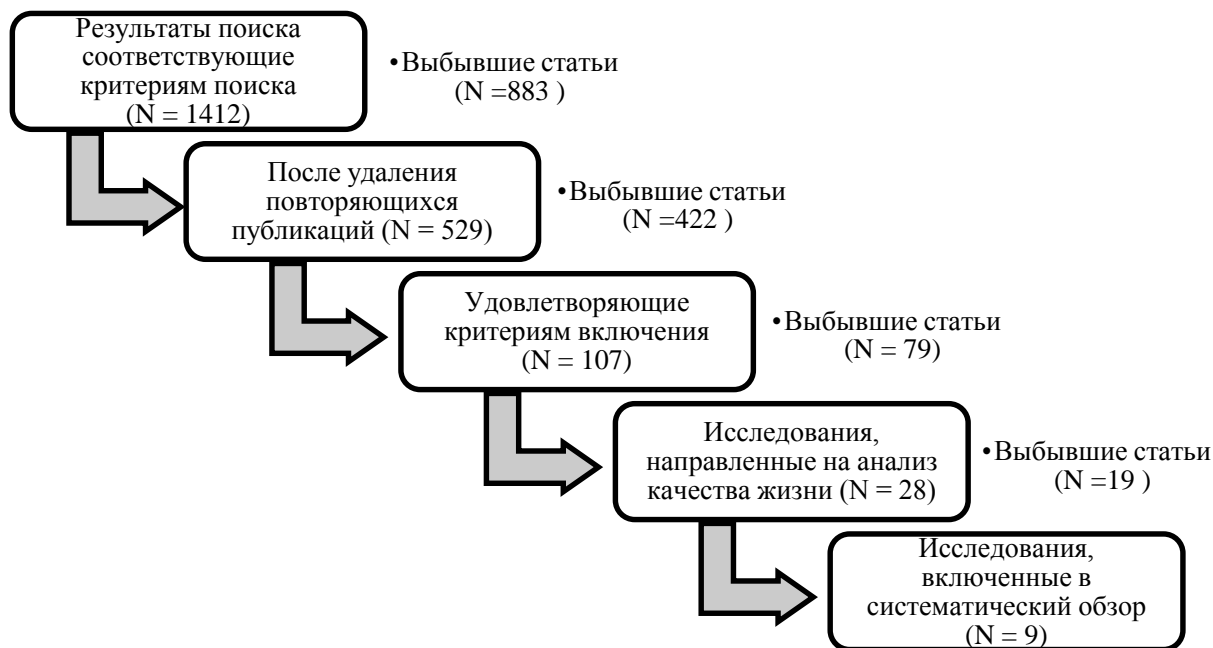 Результаты поиска
соответствующие
критериям поиска
(N = 1412)
•Выбывшие статьи
(N =883 )
После удаления
повторяющихся
публикаций (N = 529)
•Выбывшие статьи
(N =422 )
Удовлетворяющие
критериям включения
(N = 107)
•Выбывшие статьи
(N = 79)
Исследования,
направленные на анализ
качества жизни (N = 28)
•Выбывшие статьи
(N =19 )
Исследования,
включенные в
систематический обзор
(N = 9)